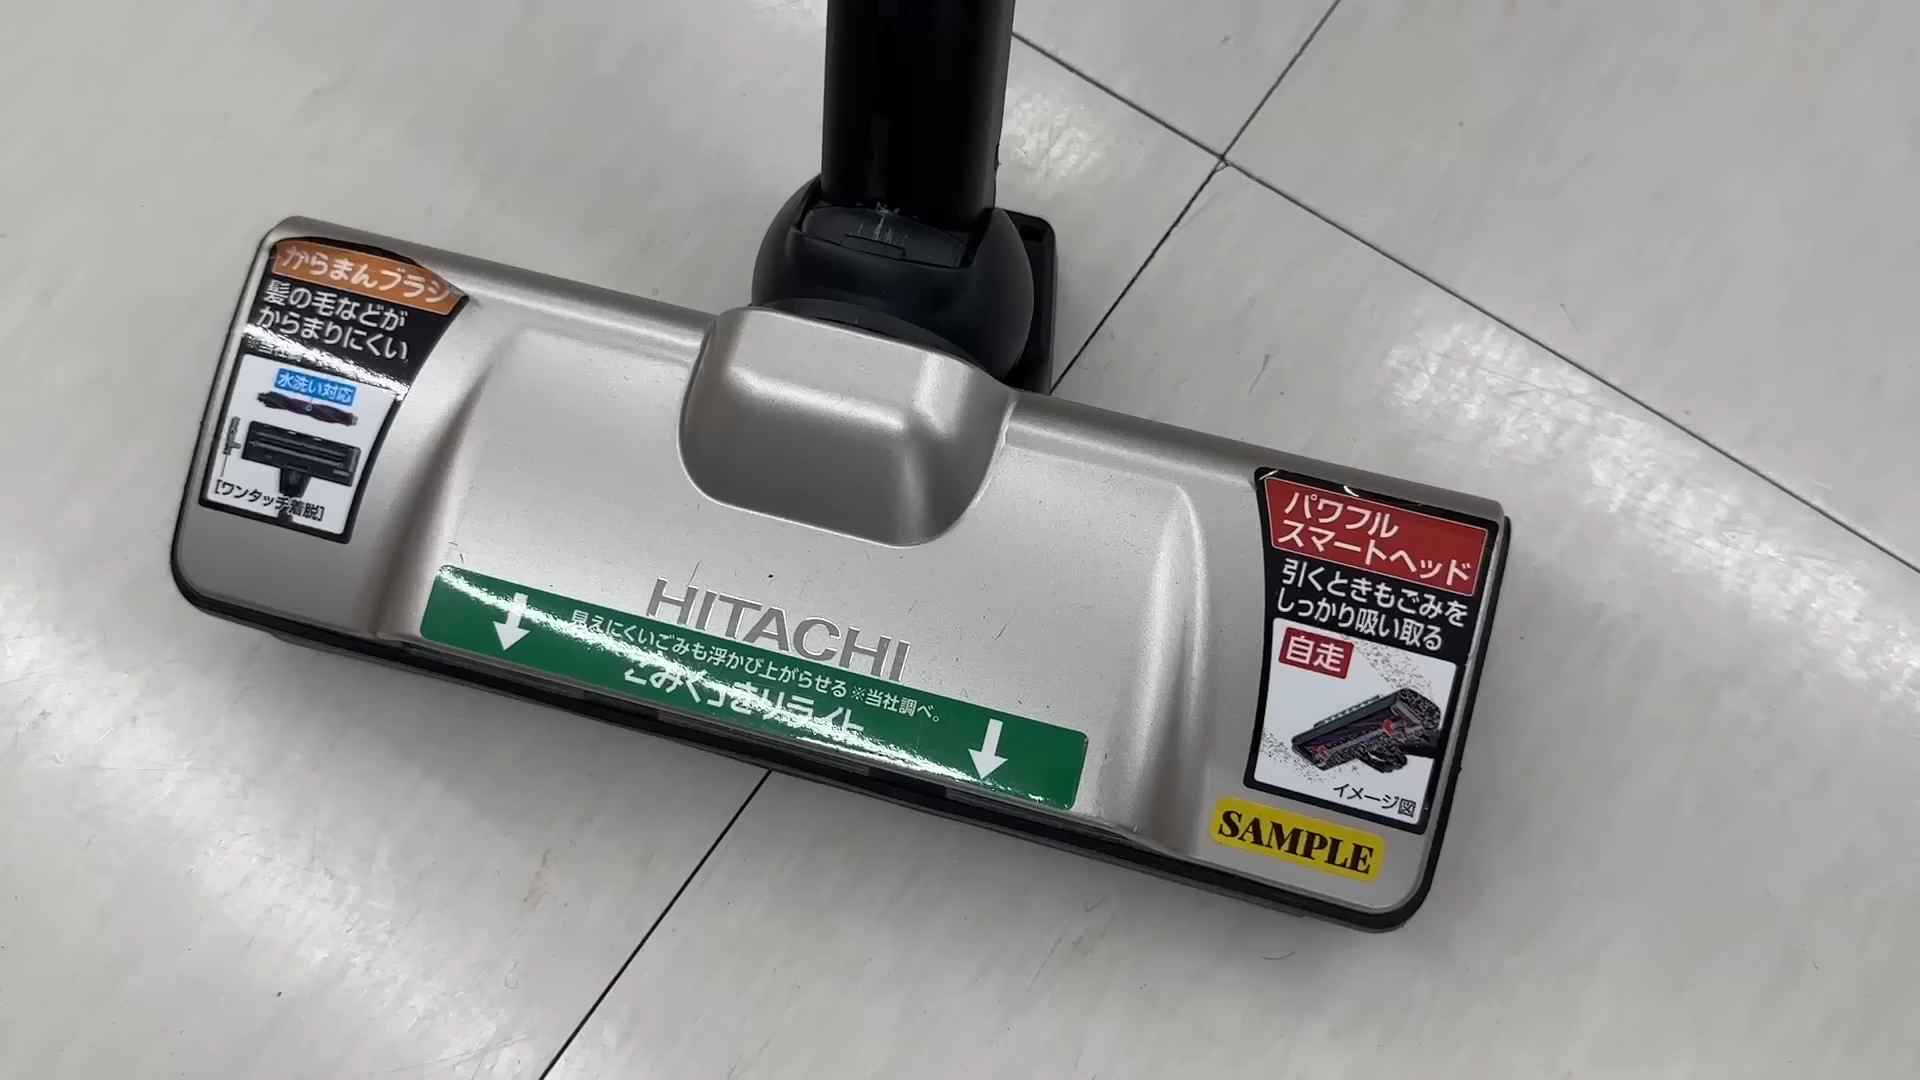 からまんブラシ
髪の毛などが
からまりにくい
水洗い対応
[ワンタッチ着脱]
HITACHI
見えにくいごみも浮かび上がらせる ※当社調べ。
ごみくっきりライト
パワフル
スマートヘッド
引くときもごみを
しっかり吸い取る
自走
イメージ図
SAMPLE